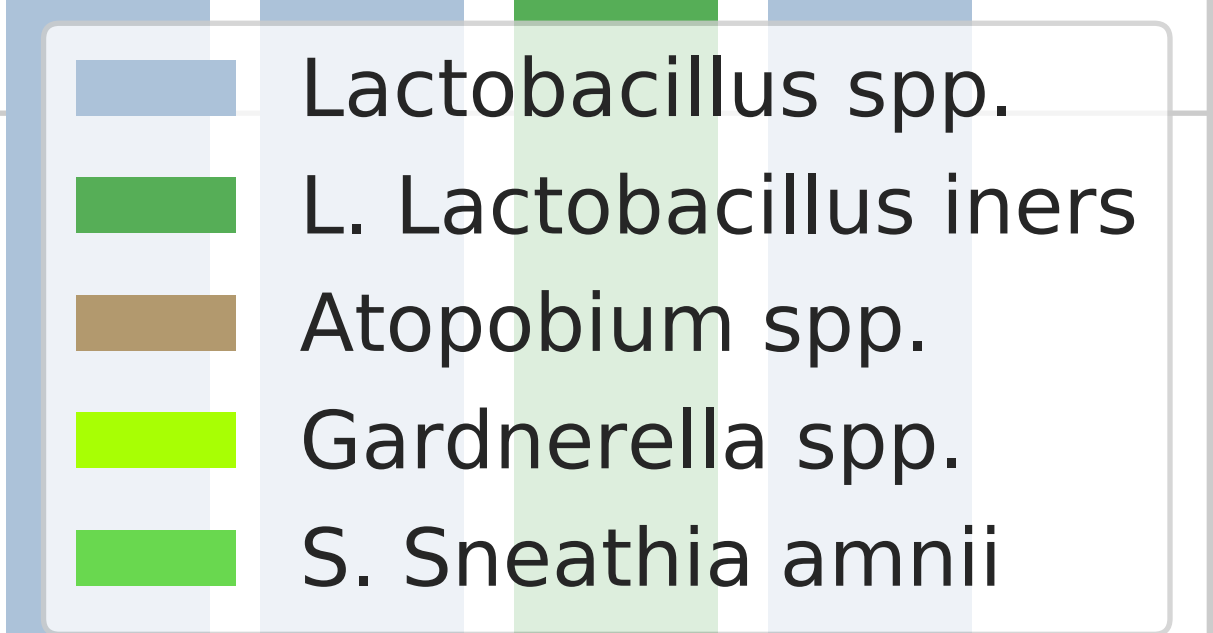 Lactobacillus spp.
L. Lactobacillus iners
Atopobium spp.
Gardnerella spp.
S. Sneathia amnii